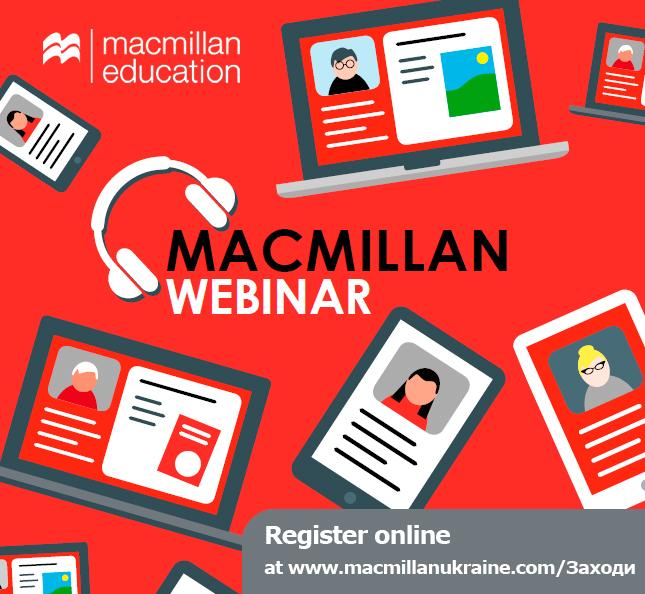 macmillan
education
MACMILLAN
WEBINAR
Register online
at www.macmillanukraine.com/Заходи